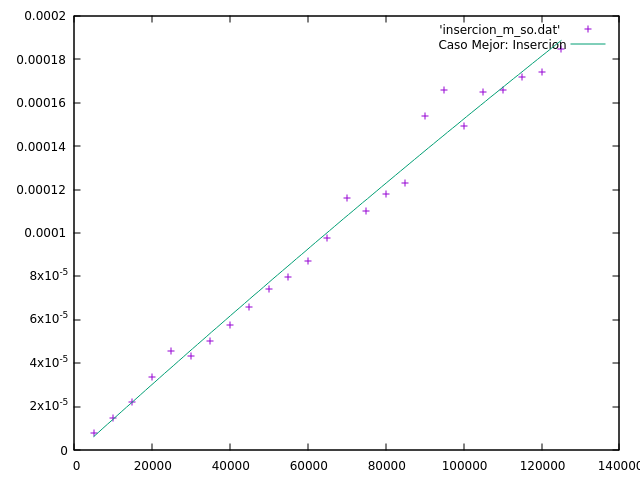 0.0002
0.00018
0.00016
0.00014
0.00012
0.0001
8x10-5
6x10-5
4x10-5
2x10-5
0
0 20000 40000 60000 80000 100000 120000 140000
'insercion_m_so.dat'
Caso Mejor: Insercion